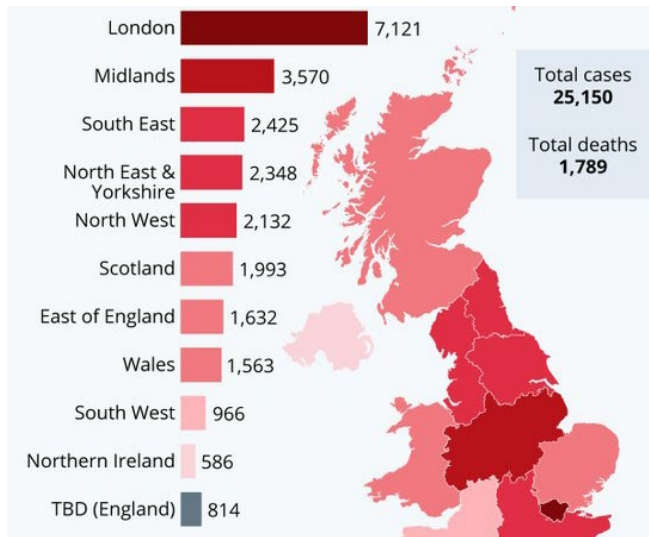 London 7,121
Midlands 3,570
South East 2,425
North East &
Yorkshire 2,348
North West 2,132
Scotland 1,993
East of England 1,632
Wales 1,563
South West 966
Northern Ireland 586
TBD (England) 814
Total cases
25,150
Total deaths
1,789